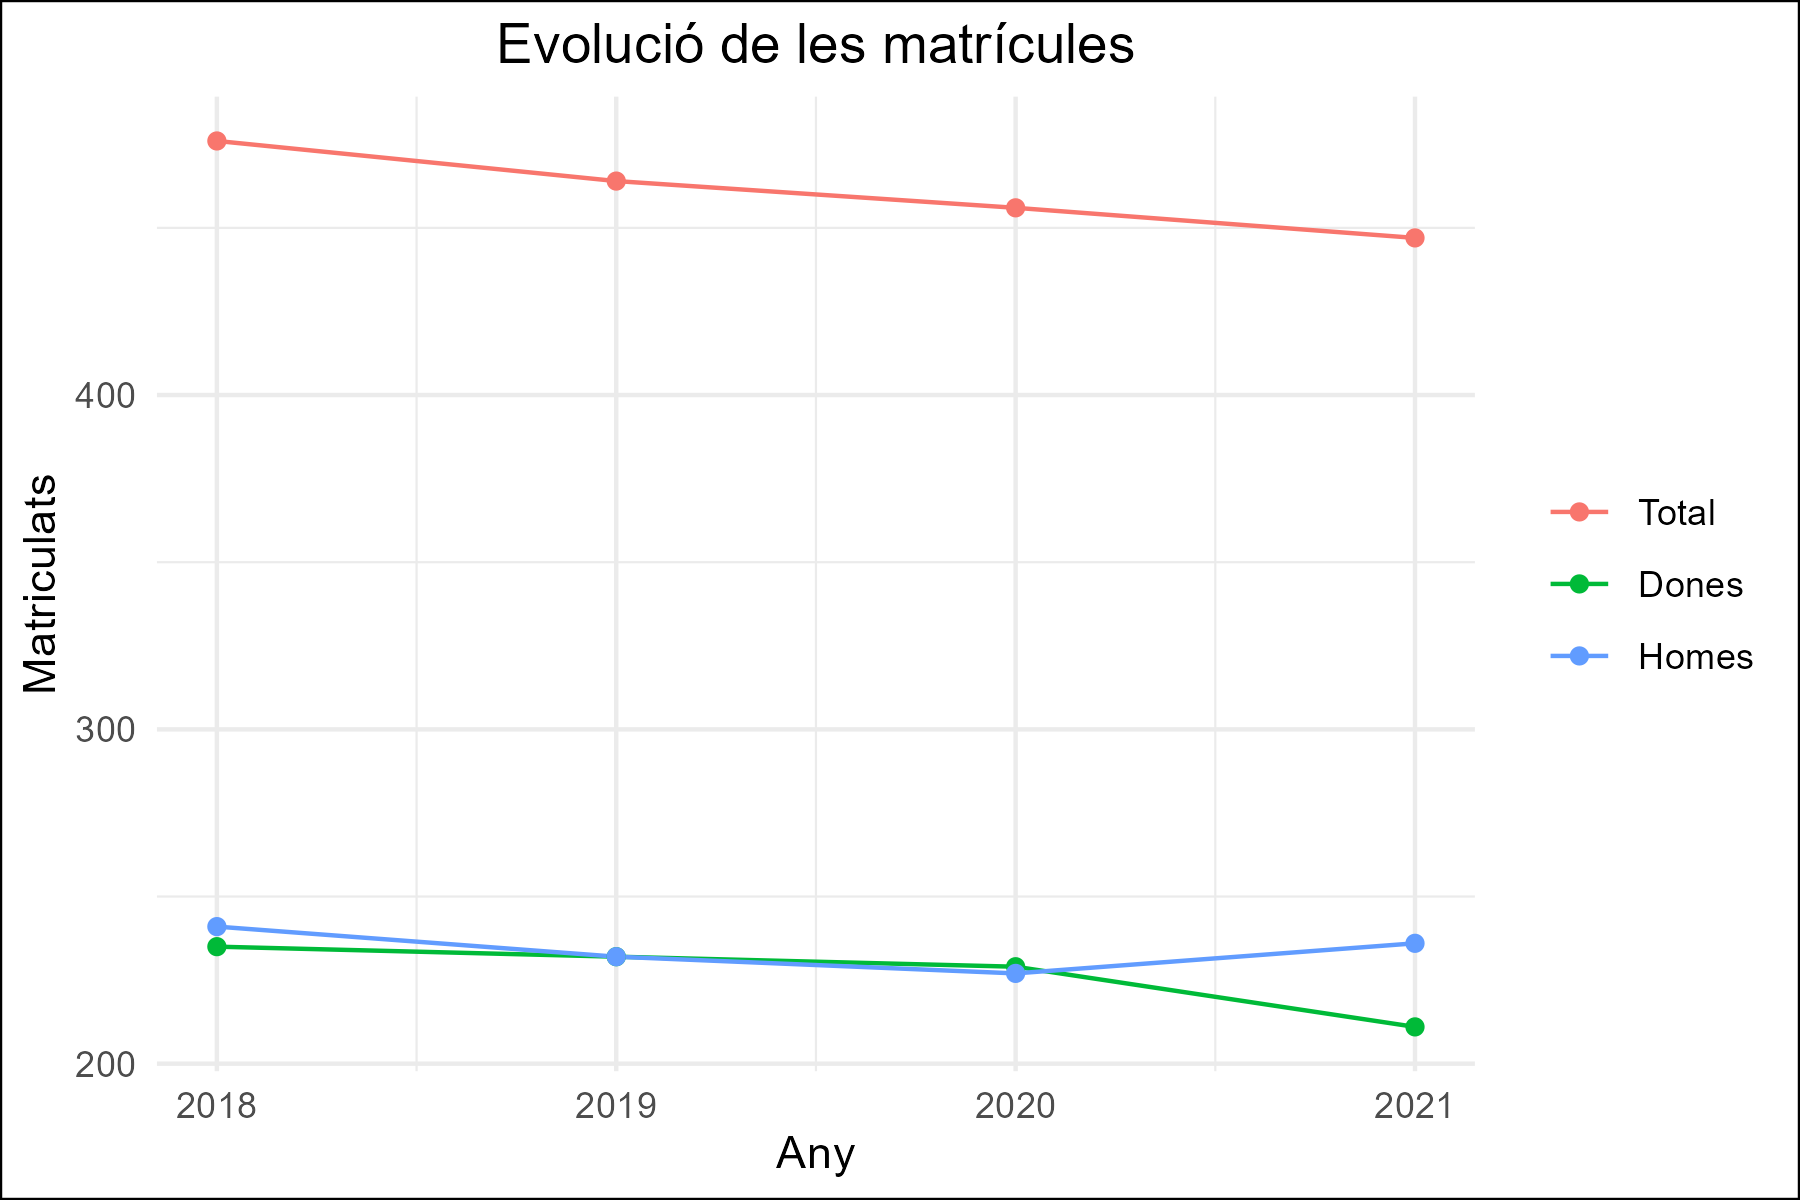 Evolució de les matrícules
Matriculats
400
300
200
2018 2019 2020 2021
Any
Total
Dones
Homes